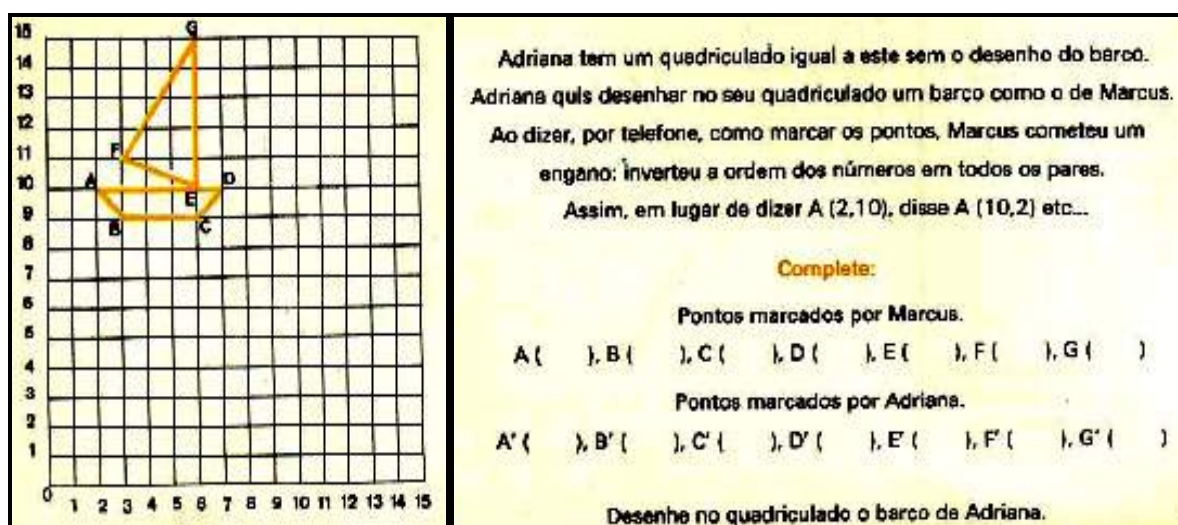 15 G
14
13
12
11 F
10 A E D
9 B C
8
7
6
5
4
3
2
1
0 1 2 3 4 5 6 7 8 9 10 11 12 13 14 15
Adriana tem um quadriculado igual a este sem o desenho do barco.
Adriana quis desenhar no seu quadriculado um barco como o de Marcus.
Ao dizer, por telefone, como marcar os pontos, Marcus cometeu um
engano: inverteu a ordem dos números em todos os pares.
Assim, em lugar de dizer A (2,10), disse A (10,2) etc...
Complete:
Pontos marcados por Marcus.
A ( ), B ( ), C ( ), D ( ), E ( ), F ( ), G ( )
Pontos marcados por Adriana.
A' ( ), B' ( ), C' ( ), D' ( ), E' ( ), F' ( ), G' ( )
Desenhe no quadriculado o barco de Adriana.